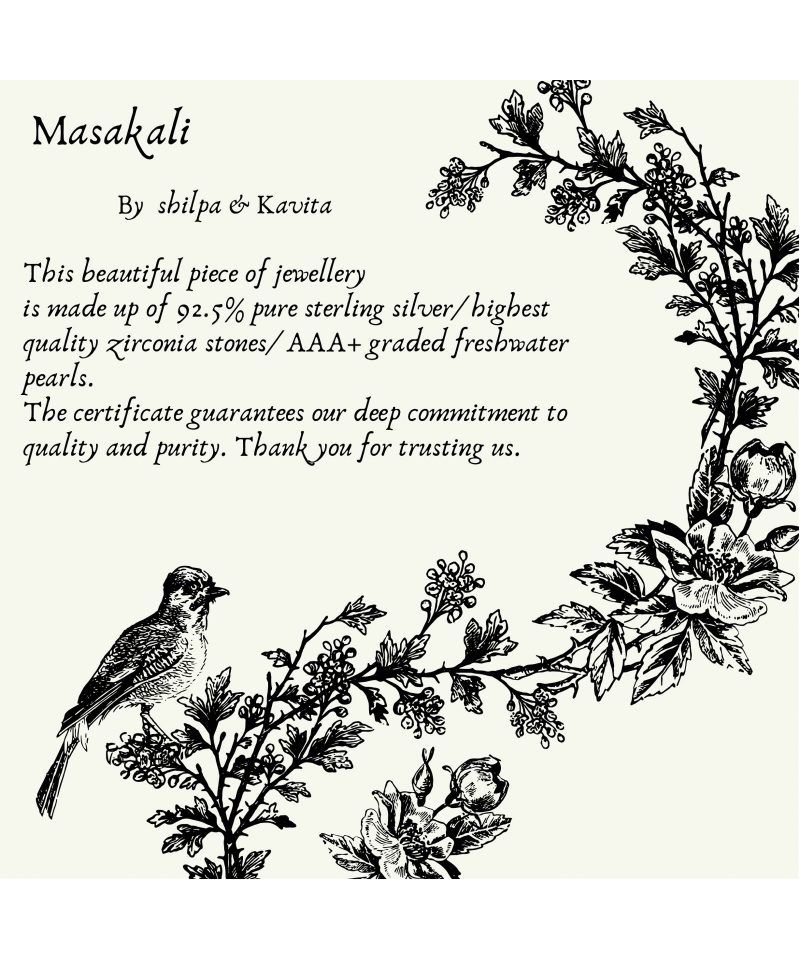 Masakali
By shilpa & Kavita
This beautiful piece of jewellery
is made up of 92.5% pure sterling silver/highest
quality zirconia stones/ AAA+ graded freshwater
pearls.
The certificate guarantees our deep commitment to
quality and purity. Thank you for trusting us.